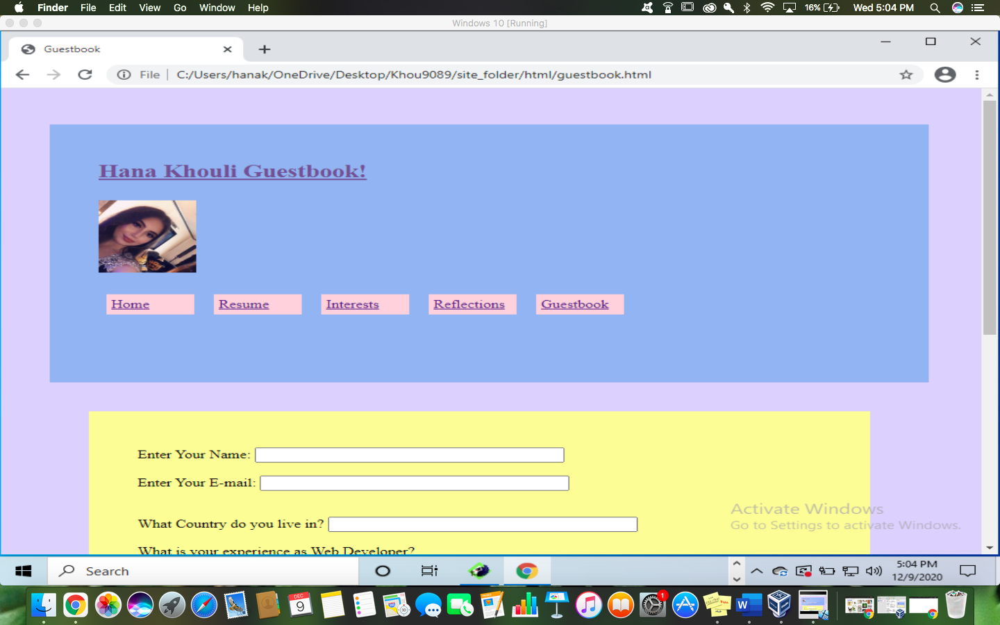 Finder File Edit View Go Window Help 16% Wed 5:04 PM
Windows 10 [Running]
Guestbook
File | C:/Users/hanak/OneDrive/Desktop/Khou9089/site_folder/html/guestbook.html
Hana Khouli Guestbook!
Home Resume Interests Reflections Guestbook
Enter Your Name:
Enter Your E-mail:
What Country do you live in?
What is your experience as Web Developer?
Activate Windows
Go to Settings to activate Windows.
Search
5:04 PM
12/9/2020
DEC
9
1
W